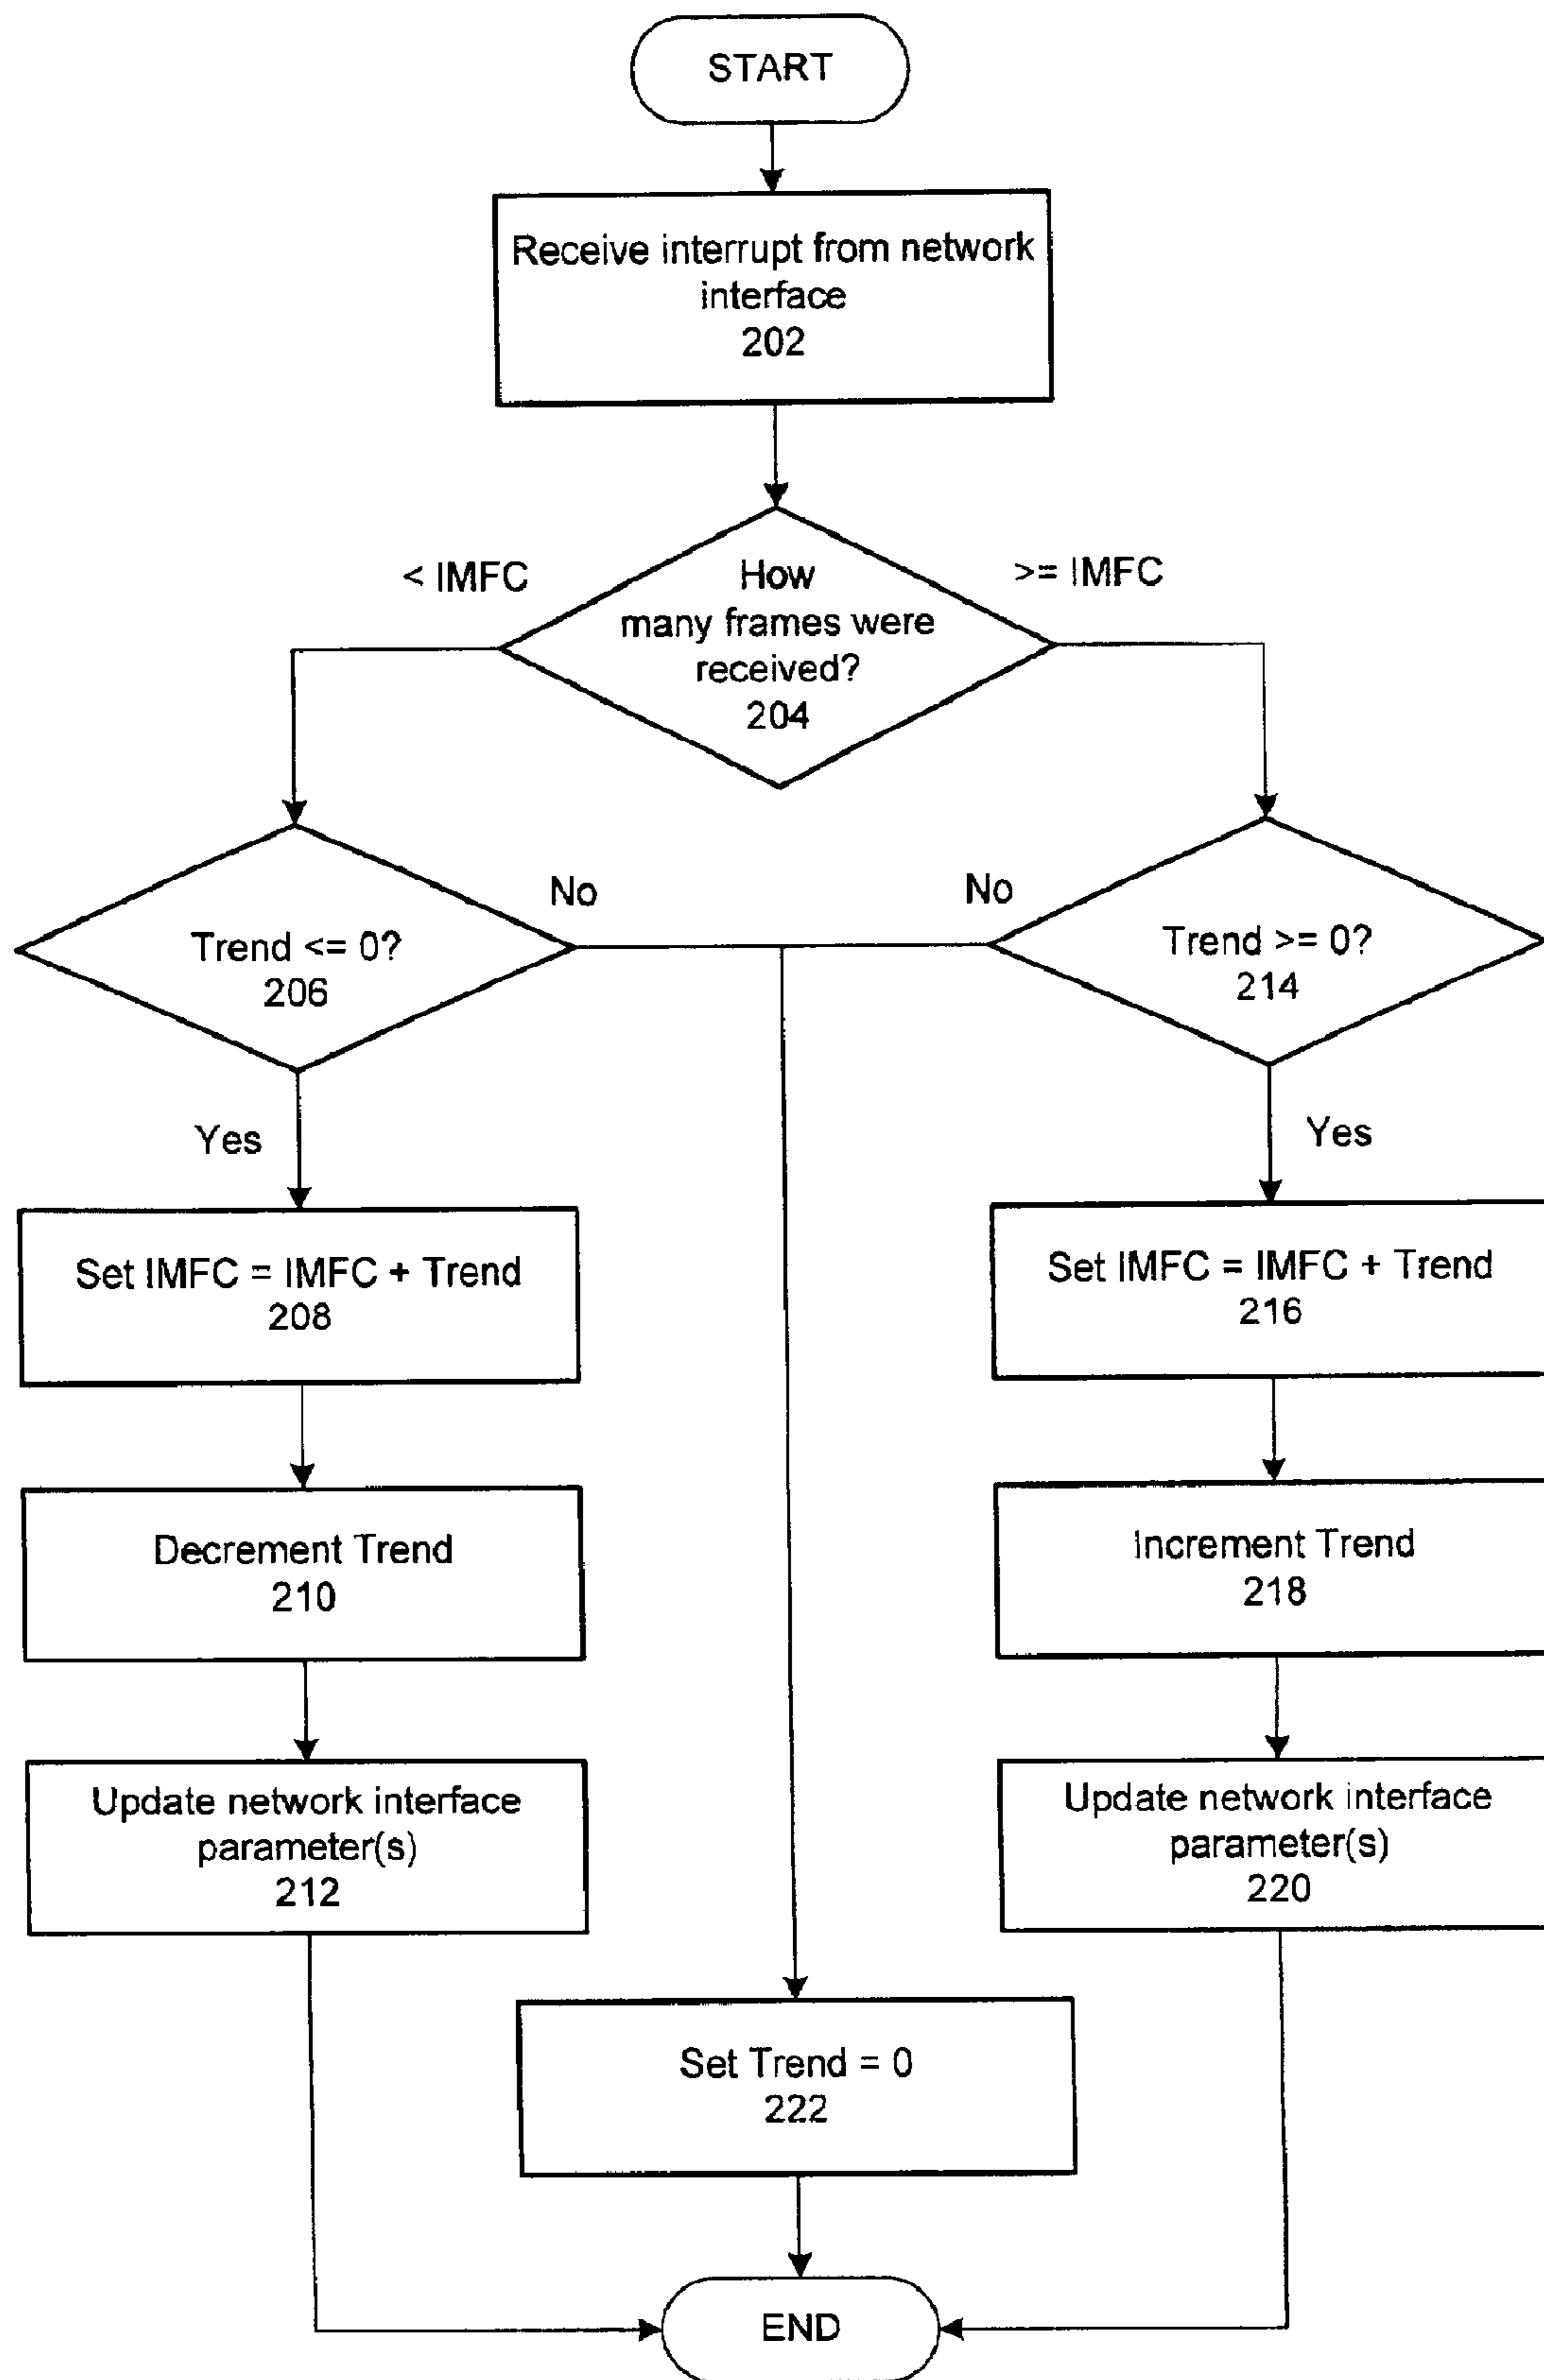 START
Receive interrupt from network
interface
202
< IMFC
How
many frames were
received?
204
>= IMFC
Trend <= 0?
206
No
No
Trend >= 0?
214
Yes
Yes
Set IMFC = IMFC + Trend
208
Set IMFC = IMFC + Trend
216
Decrement Trend
210
Increment Trend
218
Update network interface
parameter(s)
212
Update network interface
parameter(s)
220
Set Trend = 0
222
END